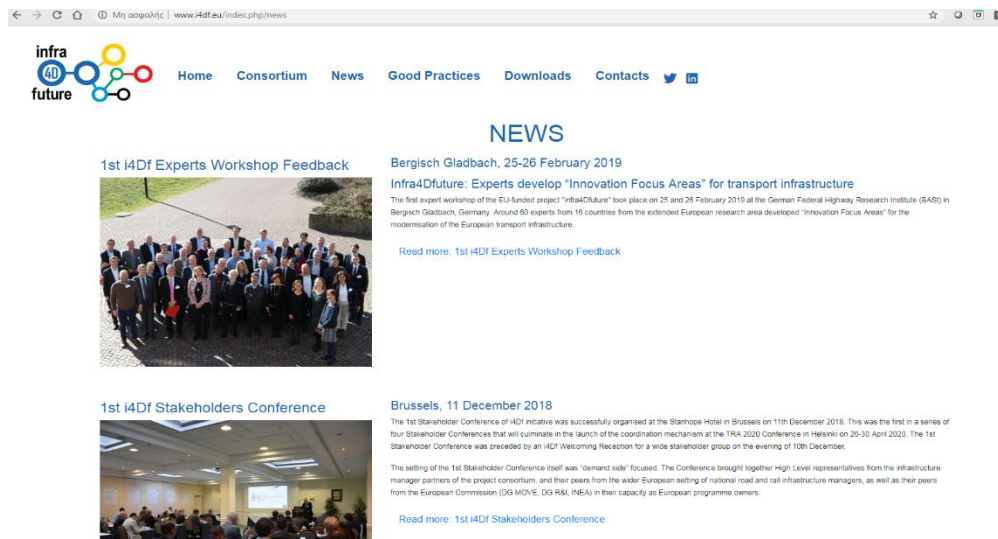 Μη ασφαλής | www.i4df.eu/index.php/news
infra
4D
future
Home Consortium News Good Practices Downloads Contacts
NEWS
1st i4Df Experts Workshop Feedback
Bergisch Gladbach, 25-26 February 2019
Infra4Dfuture: Experts develop “Innovation Focus Areas” for transport infrastructure
The first expert workshop of the EU-funded project "infra4Dfuture" took place on 25 and 26 February 2019 at the German Federal Highway Research Institute (BASt) in
Bergisch Gladbach, Germany. Around 60 experts from 16 countries from the extended European research area developed "Innovation Focus Areas" for the
modernisation of the European transport infrastructure.
Read more: 1st i4Df Experts Workshop Feedback
1st i4Df Stakeholders Conference
Brussels, 11 December 2018
The 1st Stakeholder Conference of i4Df initiative was successfully organised at the Stanhope Hotel in Brussels on 11th December 2018. This was the first in a series of
four Stakeholder Conferences that will culminate in the launch of the coordination mechanism at the TRA 2020 Conference in Helsinki on 26-30 April 2020. The 1st
Stakeholder Conference was preceded by an i4Df Welcoming Reception for a wide stakeholder group on the evening of 10th December.
The setting of the 1st Stakeholder Conference itself was “demand side” focused. The Conference brought together High Level representatives from the infrastructure
manager partners of the project consortium, and their peers from the wider European setting of national road and rail infrastructure managers, as well as their peers
from the European Commission (DG MOVE, DG R&I, INEA) in their capacity as European programme owners.
Read more: 1st i4Df Stakeholders Conference